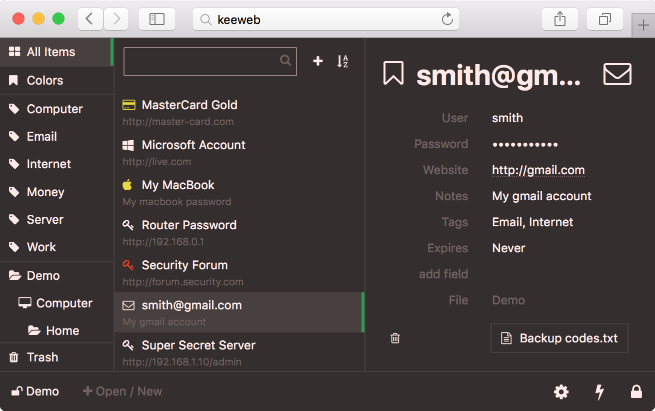 keeweb
All Items
Colors
Computer
Email
Internet
Money
Server
Work
Demo
Computer
Home
Trash
A
Z
MasterCard Gold
http://master-card.com
Microsoft Account
http://live.com
My MacBook
My macbook password
Router Password
http://192.168.0.1
Security Forum
http://forum.security.com
smith@gmail.com
My gmail account
Super Secret Server
http://192.168.1.10/admin
smith@gm...
User smith
Password •••••••••••
Website http://gmail.com
Notes My gmail account
Tags Email, Internet
Expires Never
add field
File Demo
Backup codes.txt
Demo
+ Open / New